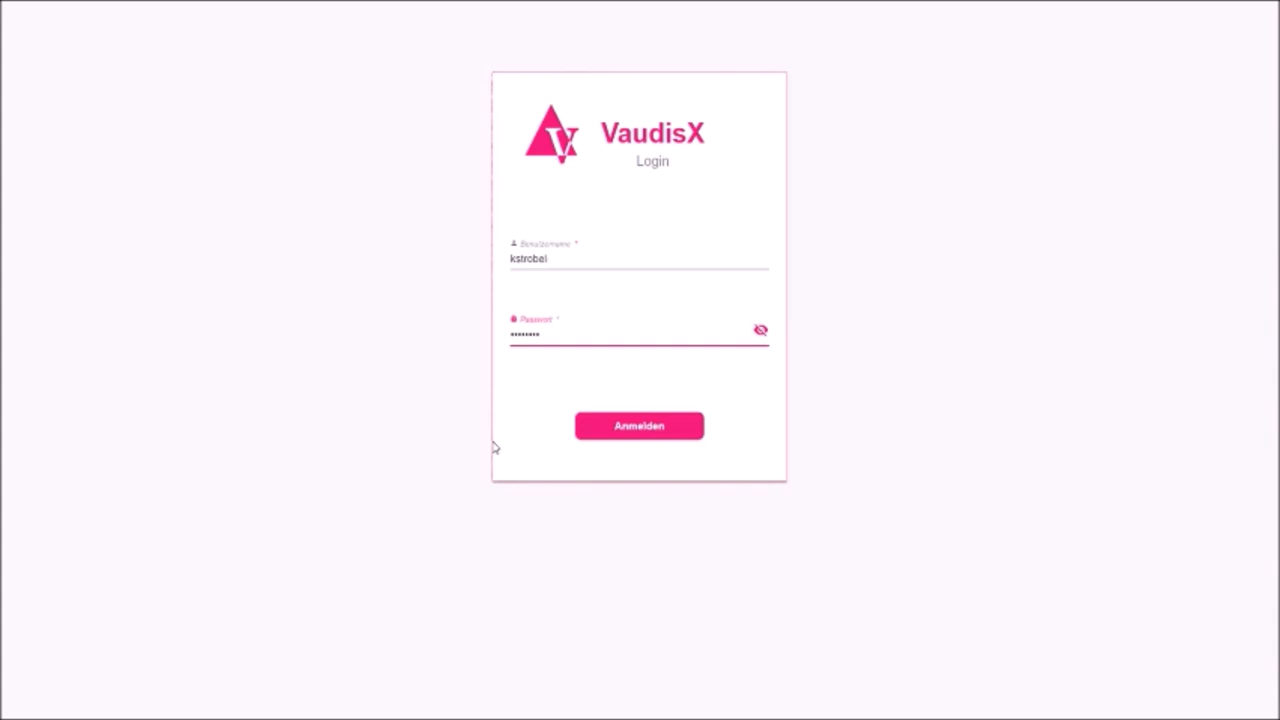 VaudisX
Login
Benutzername *
kstrobel
Passwort *
••••••••
Anmelden